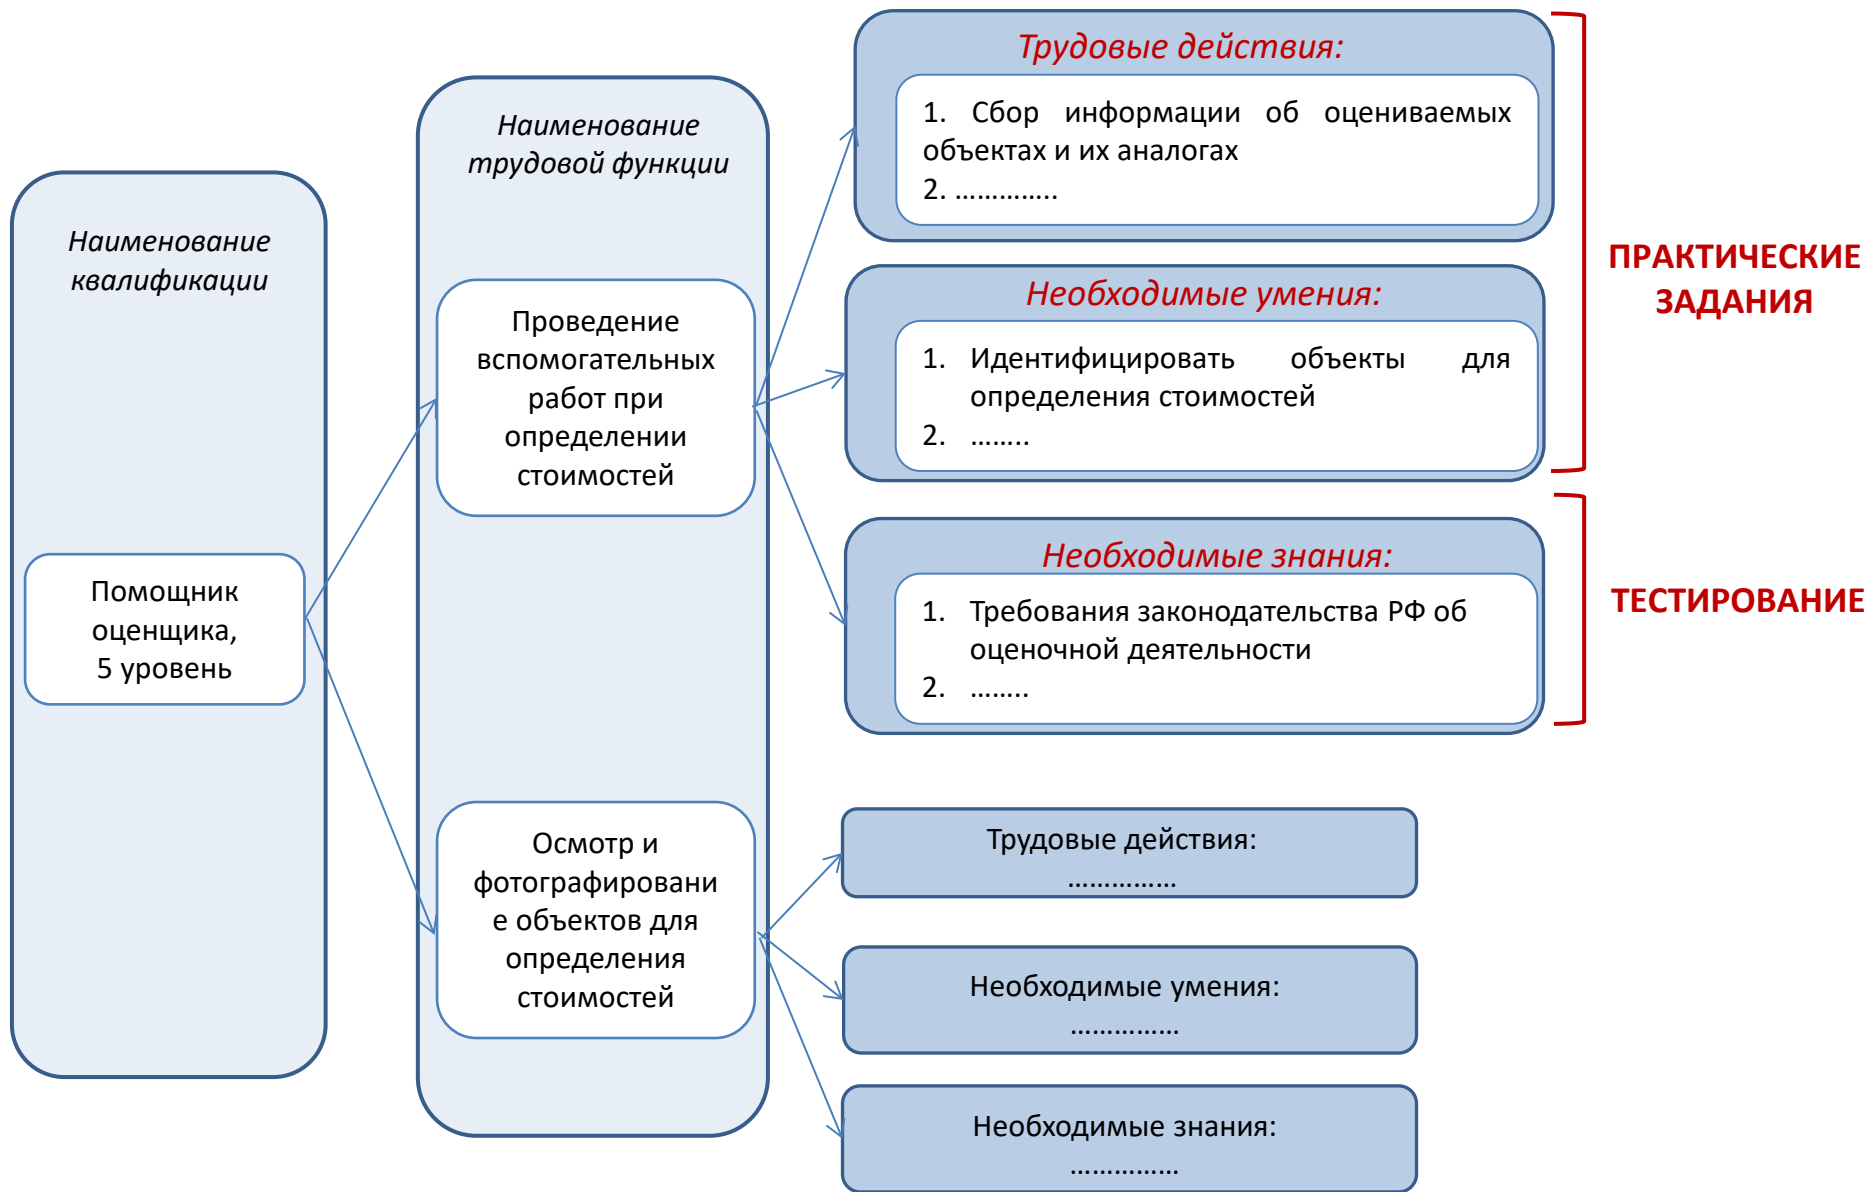 Наименование
квалификации
Помощник
оценщика,
5 уровень
Наименование
трудовой функции
Проведение
вспомогательных
работ при
определении
стоимостей
Осмотр и
фотографировани
е объектов для
определения
стоимостей
Трудовые действия:
1. Сбор информации об оцениваемых
объектах и их аналогах
2. …………..
Необходимые умения:
1. Идентифицировать объекты для
определения стоимостей
2. ……..
Необходимые знания:
1. Требования законодательства РФ об
оценочной деятельности
2. ……..
Трудовые действия:
……………
Необходимые умения:
……………
Необходимые знания:
……………
ПРАКТИЧЕСКИЕ
ЗАДАНИЯ
ТЕСТИРОВАНИЕ